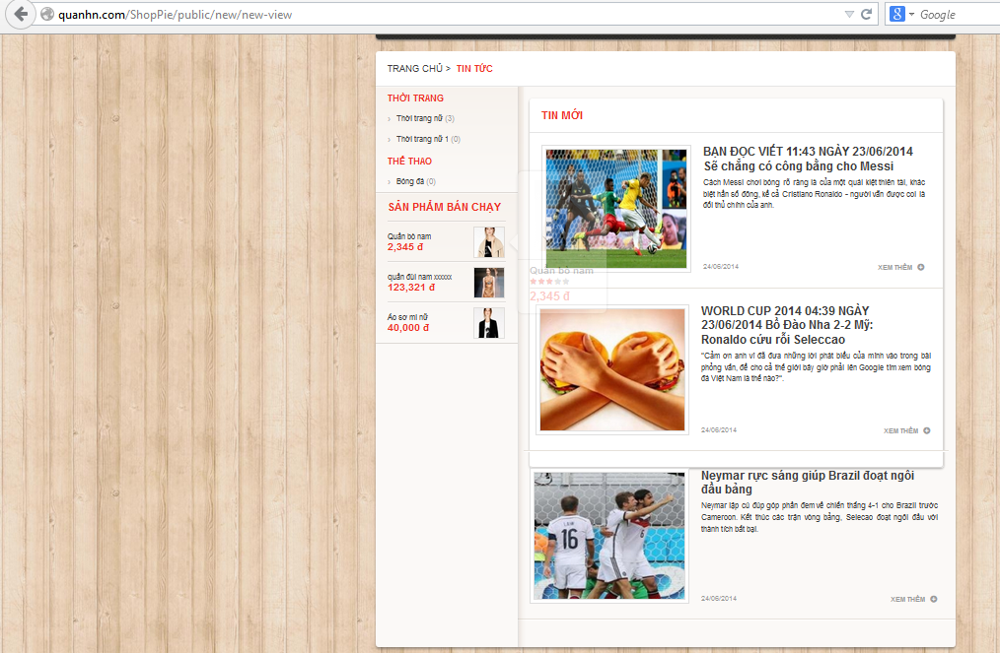 quanhn.com/ShopPie/public/new/new-view
Google
TRANG CHỦ > TIN TỨC
THỜI TRANG
Thời trang nữ (3)
Thời trang nữ 1 (0)
THỂ THAO
Bóng đá (0)
SẢN PHẨM BÁN CHẠY
Quần bò nam
2,345 đ
quần đùi nam xxxxxx
123,321 đ
Áo sơ mi nữ
40,000 đ
Quần bò nam
2,345 đ
TIN MỚI
BẠN ĐỌC VIẾT 11:43 NGÀY 23/06/2014
Sẽ chẳng có công bằng cho Messi
Cách Messi chơi bóng rõ ràng là của một quái kiệt thiên tài, khác
biệt hẳn số đông, kể cả Cristiano Ronaldo - người vẫn được coi là
đối thủ chính của anh.
24/06/2014
XEM THÊM
WORLD CUP 2014 04:39 NGÀY
23/06/2014 Bồ Đào Nha 2-2 Mỹ:
Ronaldo cứu rỗi Seleccao
"Cảm ơn anh vì đã đưa những lời phát biểu của mình vào trong bài
phỏng vấn, để cho cả thế giới bây giờ phải lên Google tìm xem bóng
đá Việt Nam là thế nào?".
24/06/2014
XEM THÊM
Neymar rực sáng giúp Brazil đoạt ngôi
đầu bảng
Neymar lập cú đúp góp phần đem về chiến thắng 4-1 cho Brazil trước
Cameroon. Kết thúc các trận vòng bảng, Selecao đoạt ngôi đầu với
thành tích bất bại.
16
24/06/2014
XEM THÊM